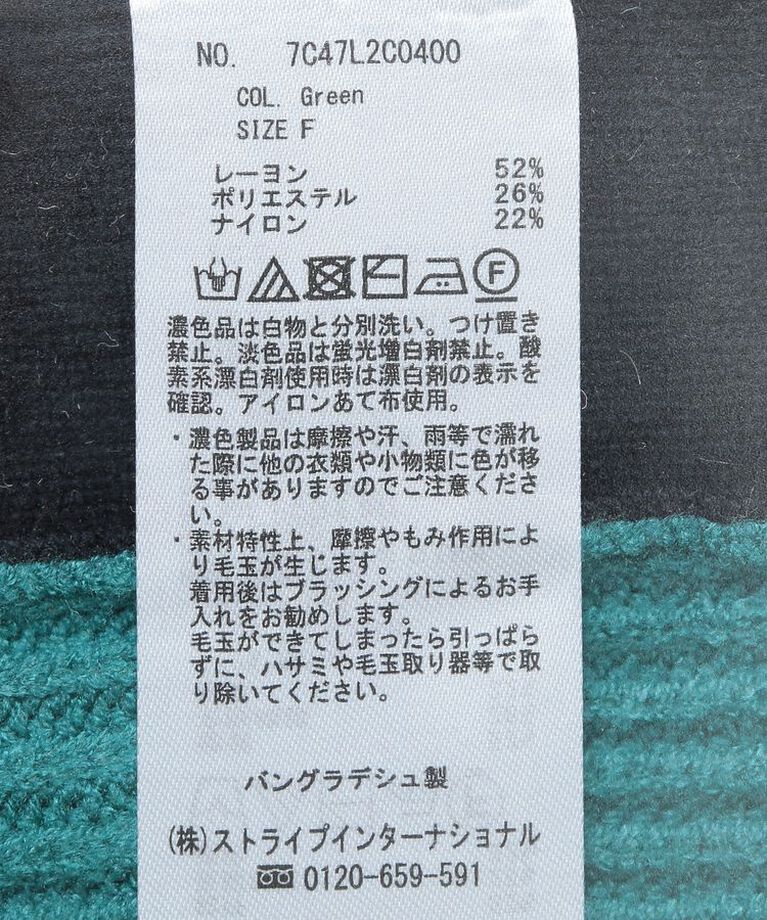 NO. 7C47L2C0400
COL. Green
SIZE F
レーヨン 52%
ポリエステル 26%
ナイロン 22%
F
濃色品は白物と分別洗い。つけ置き
禁止。淡色品は蛍光増白剤禁止。酸
素系漂白剤使用時は漂白剤の表示を
確認。アイロンあて布使用。
・濃色製品は摩擦や汗、雨等で濡れ
た際に他の衣類や小物類に色が移
る事がありますのでご注意くださ
い。
・素材特性上、摩擦やもみ作用によ
り毛玉が生じます。
着用後はブラッシングによるお手
入れをお勧めします。
毛玉ができてしまったら引っぱら
ずに、ハサミや毛玉取り器等で取
り除いてください。
バングラデシュ製
(株)ストライプインターナショナル
0120-659-591